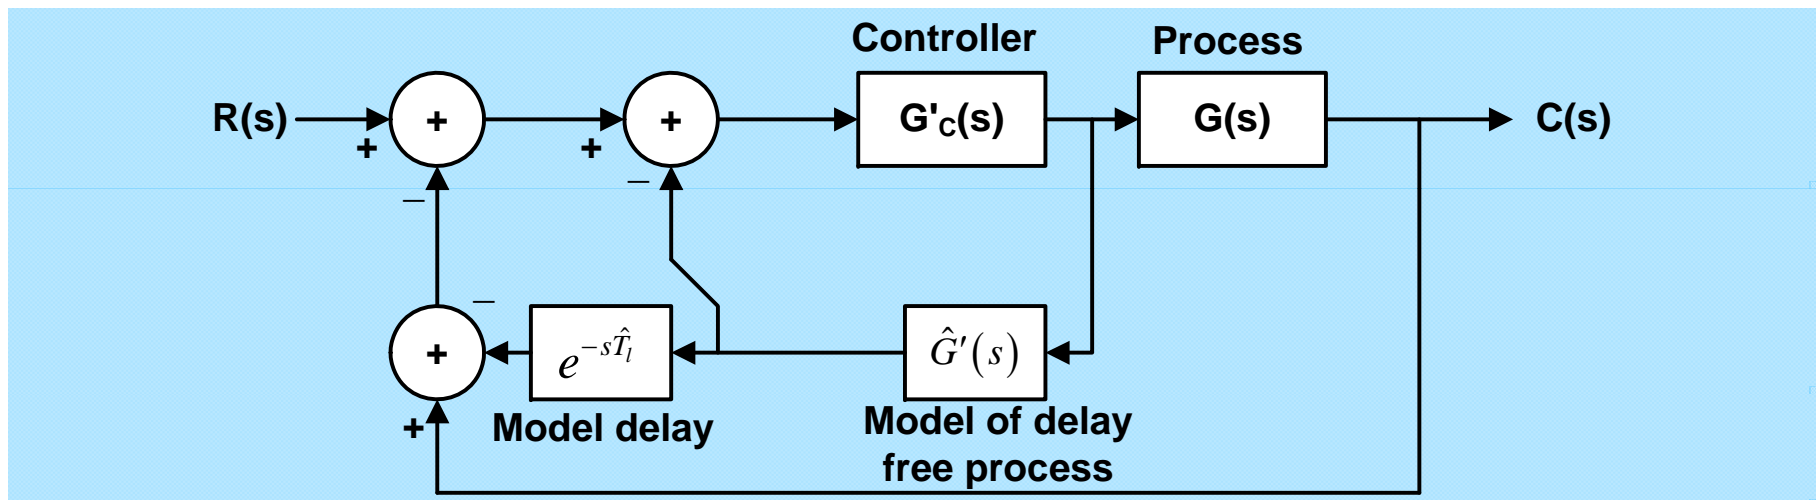 Controller Process
R(s) + G'C(s) G(s) C(s)
+ + +
− −
−
+ e^{-sT̂_l} Ĝ′(s)
+ Model delay Model of delay
free process